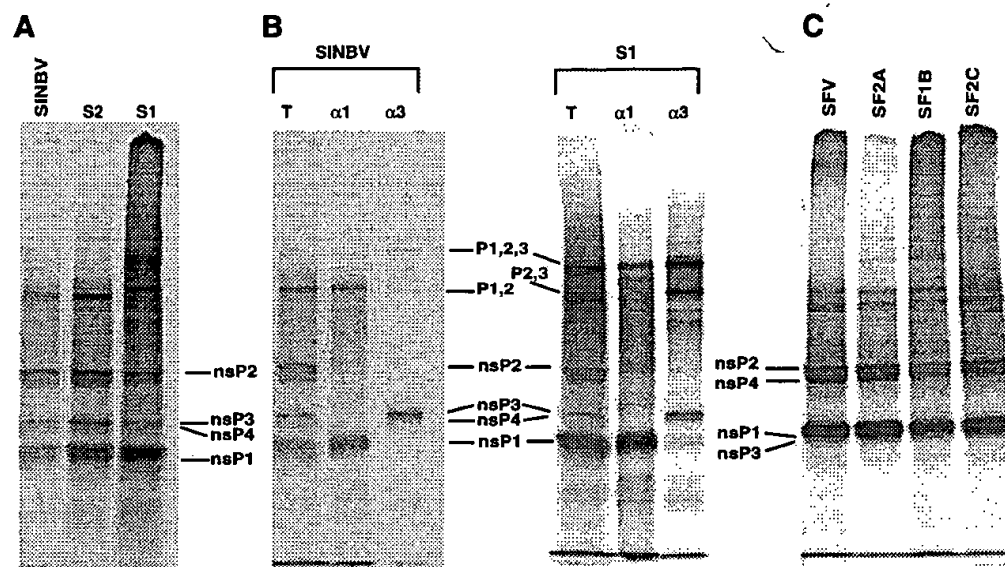 A
SINBV
S2
S1
nsP2
nsP3
nsP4
nsP1
B
SINBV
T α1 α3
S1
T α1 α3
P1,2,3
P2,3
P1,2
nsP2
nsP3
nsP4
nsP1
C
SFV
SF2A
SF1B
SF2C
nsP2
nsP4
nsP1
nsP3